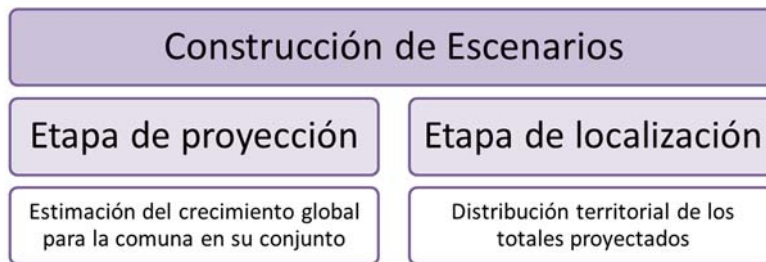 Construcción de Escenarios
Etapa de proyección
Estimación del crecimiento global
para la comuna en su conjunto
Etapa de localización
Distribución territorial de los
totales proyectados